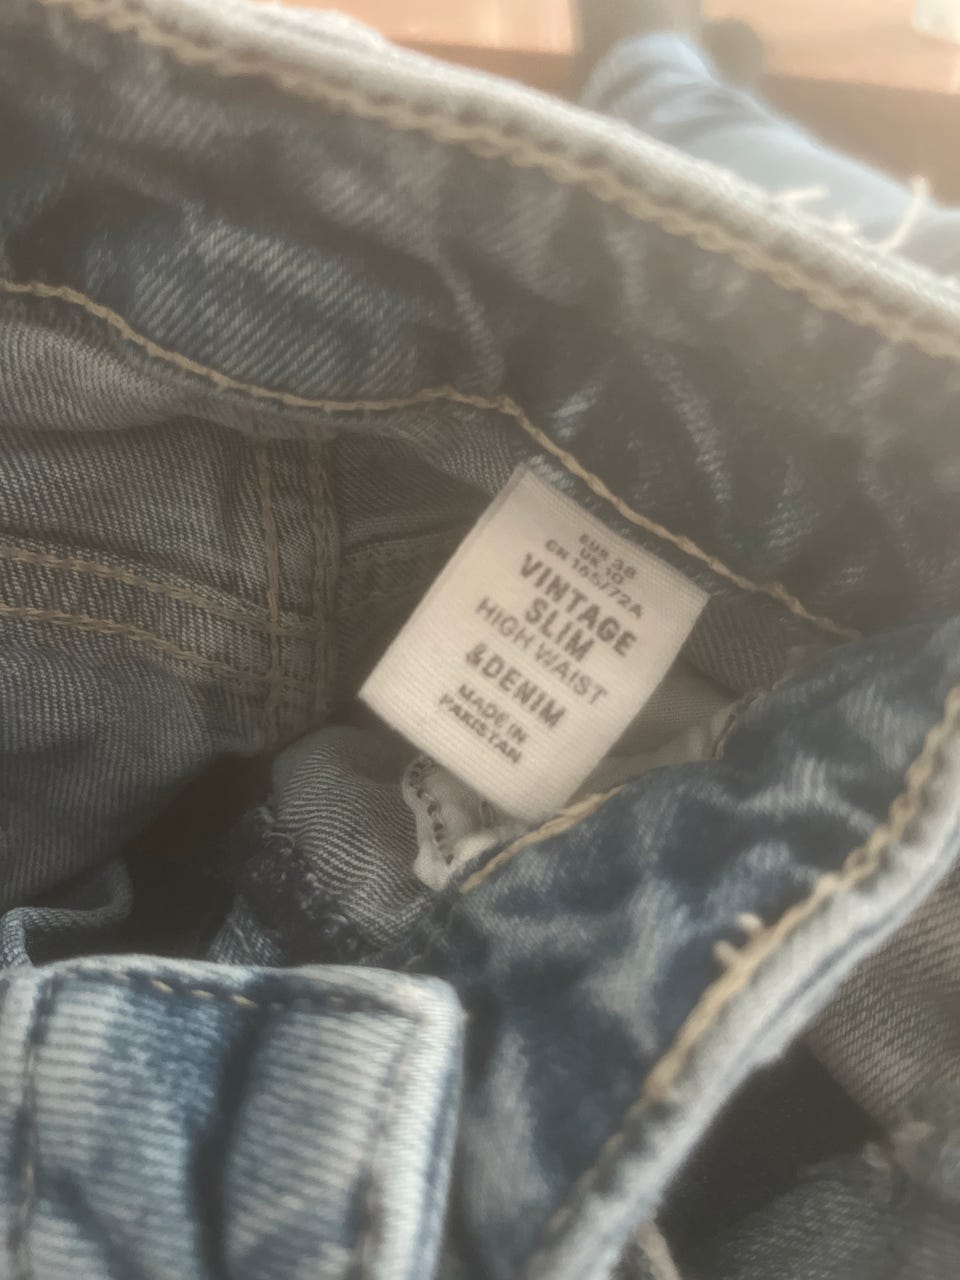 EUR 38
UK 10
CN 165/72A
VINTAGE
SLIM
HIGH WAIST
&DENIM
MADE IN
PAKISTAN